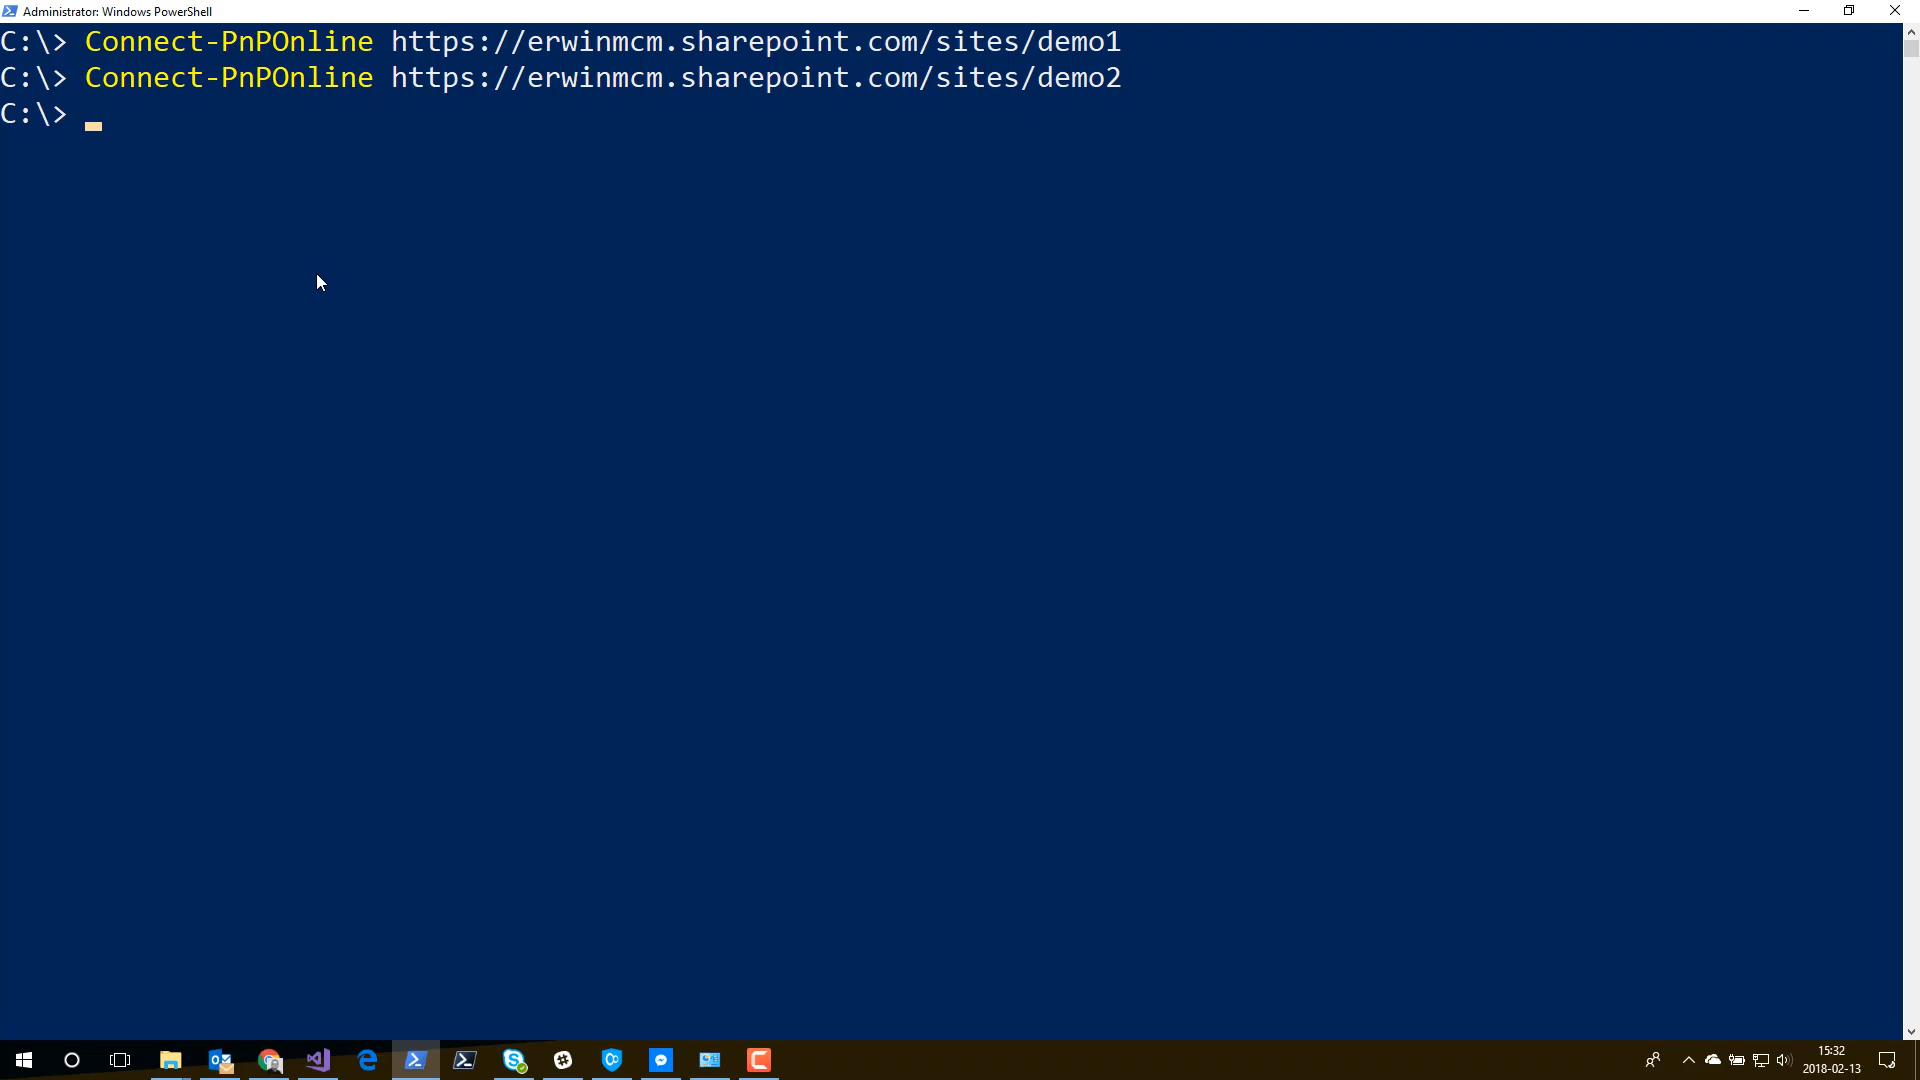 Administrator: Windows PowerShell
C:\> Connect-PnPOnline https://erwinmcm.sharepoint.com/sites/demo1
C:\> Connect-PnPOnline https://erwinmcm.sharepoint.com/sites/demo2
C:\>
15:32
2018-02-13